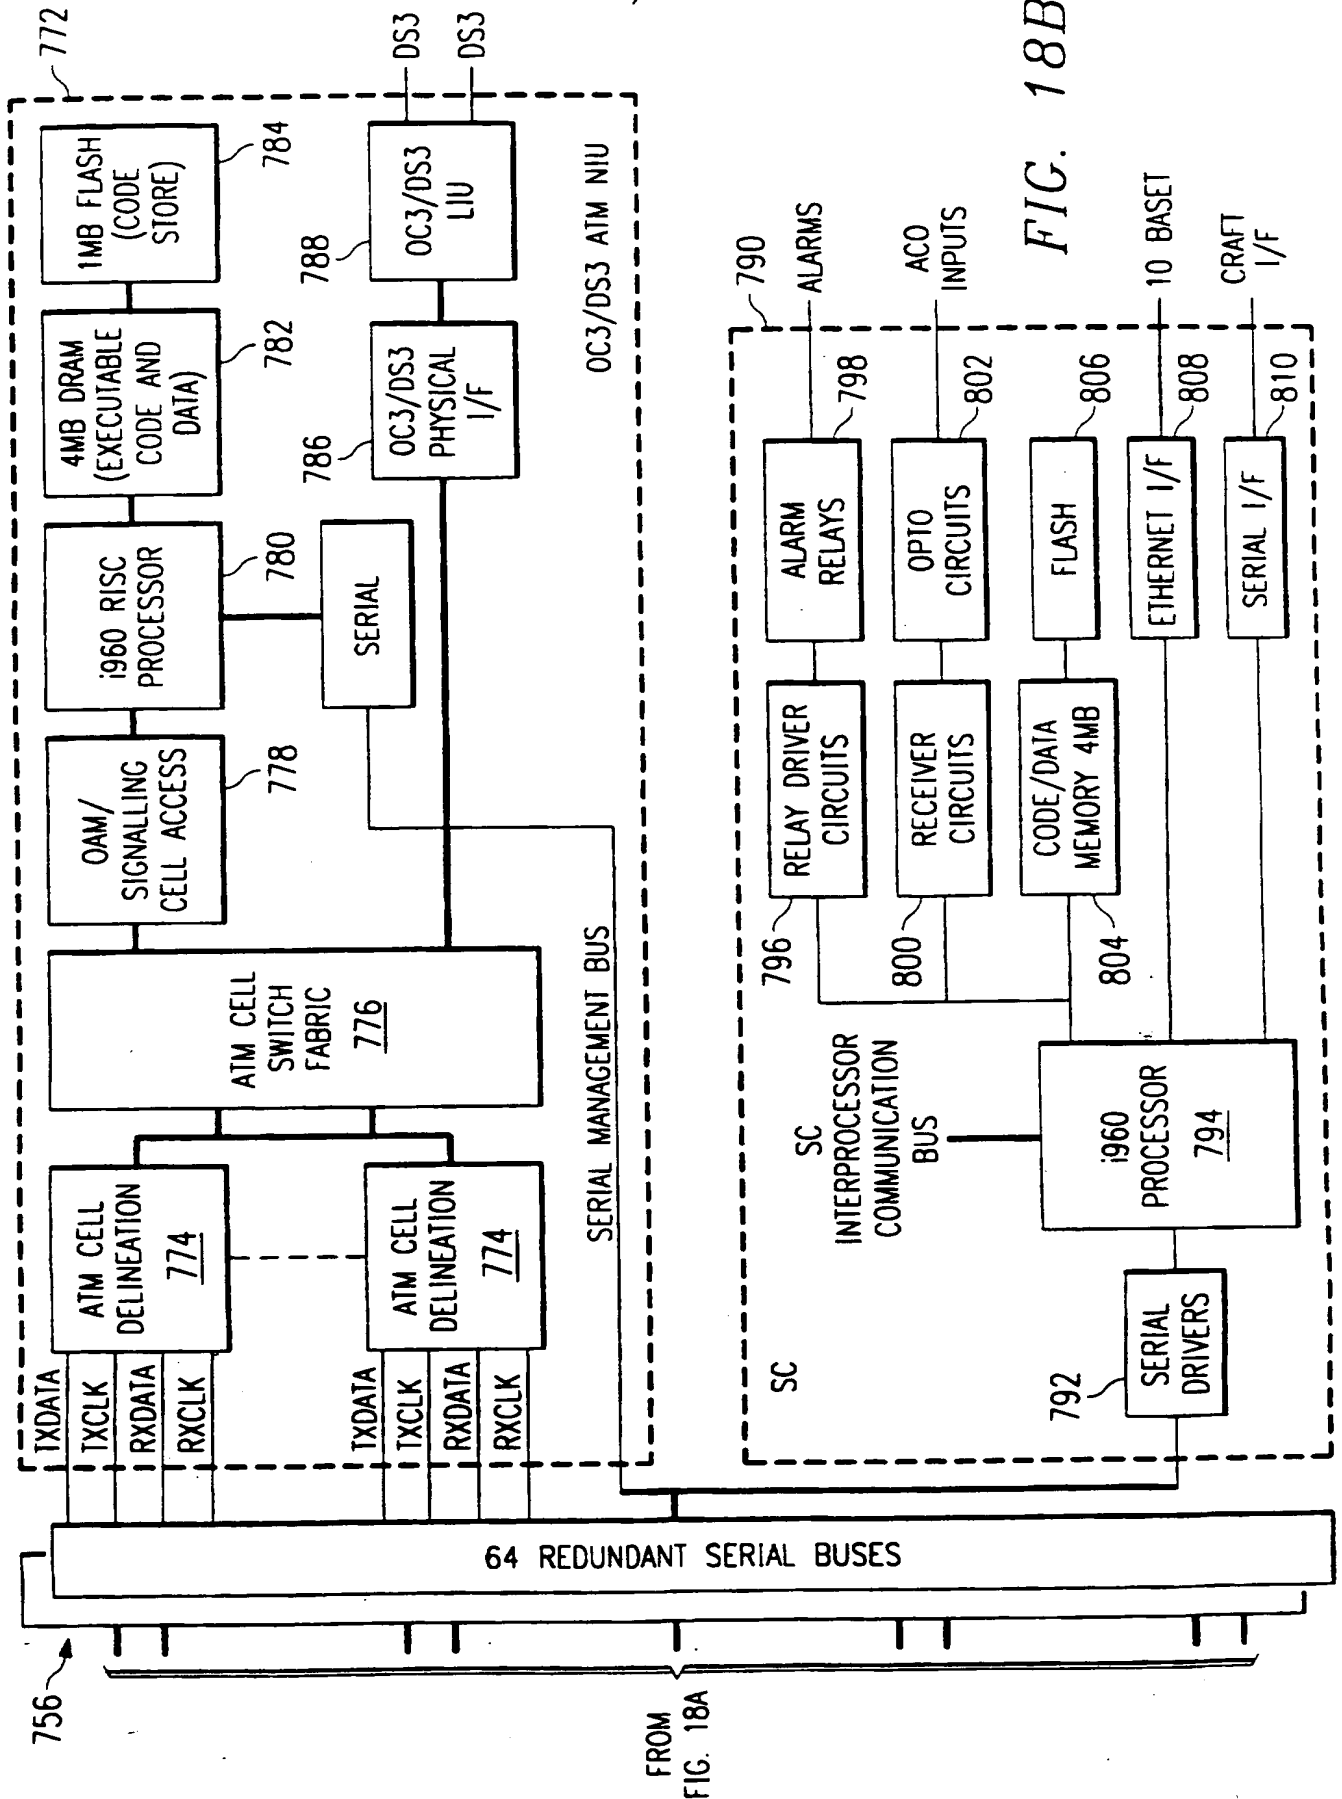 772
1MB FLASH
(CODE
STORE)
784
4MB DRAM
(EXECUTABLE
CODE AND
DATA)
782
i960 RISC
PROCESSOR
780
OAM/
SIGNALLING
CELL ACCESS
778
SERIAL
OC3/DS3
LIU
788
DS3
DS3
OC3/DS3
PHYSICAL
I/F
786
OC3/DS3 ATM NIU
ATM CELL
SWITCH
FABRIC
776
ATM CELL
DELINEATION
774
ATM CELL
DELINEATION
774
TXDATA
TXCLK
RXDATA
RXCLK
TXDATA
TXCLK
RXDATA
RXCLK
SERIAL MANAGEMENT BUS
64 REDUNDANT SERIAL BUSES
756
FROM
FIG. 18A
790
SC
SC
INTERPROCESSOR
COMMUNICATION
BUS
792
SERIAL
DRIVERS
i960
PROCESSOR
794
RELAY DRIVER
CIRCUITS
796
ALARM
RELAYS
798
ALARMS
RECEIVER
CIRCUITS
800
OPTO
CIRCUITS
802
ACO
INPUTS
CODE/DATA
MEMORY 4MB
804
FLASH
806
ETHERNET I/F
808
10 BASET
SERIAL I/F
810
CRAFT
I/F
FIG. 18B